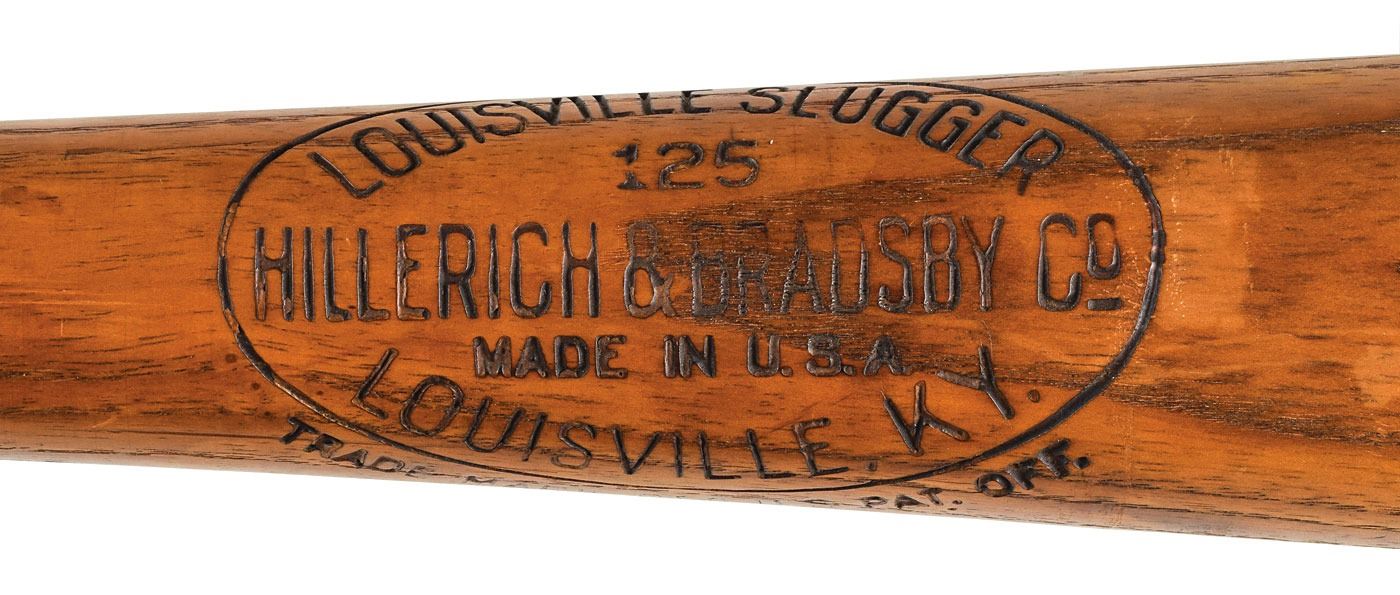 LOUISVILLE SLUGGER
125
HILLERICH & BRADSBY Cº
MADE IN U.S.A
LOUISVILLE, KY.
TRADE PAT. OFF.